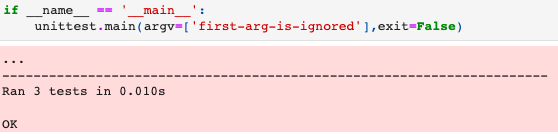 if __name__ == '__main__':
    unittest.main(argv=['first-arg-is-ignored'],exit=False)
...
----------------------------------------------------------------------
Ran 3 tests in 0.010s
OK